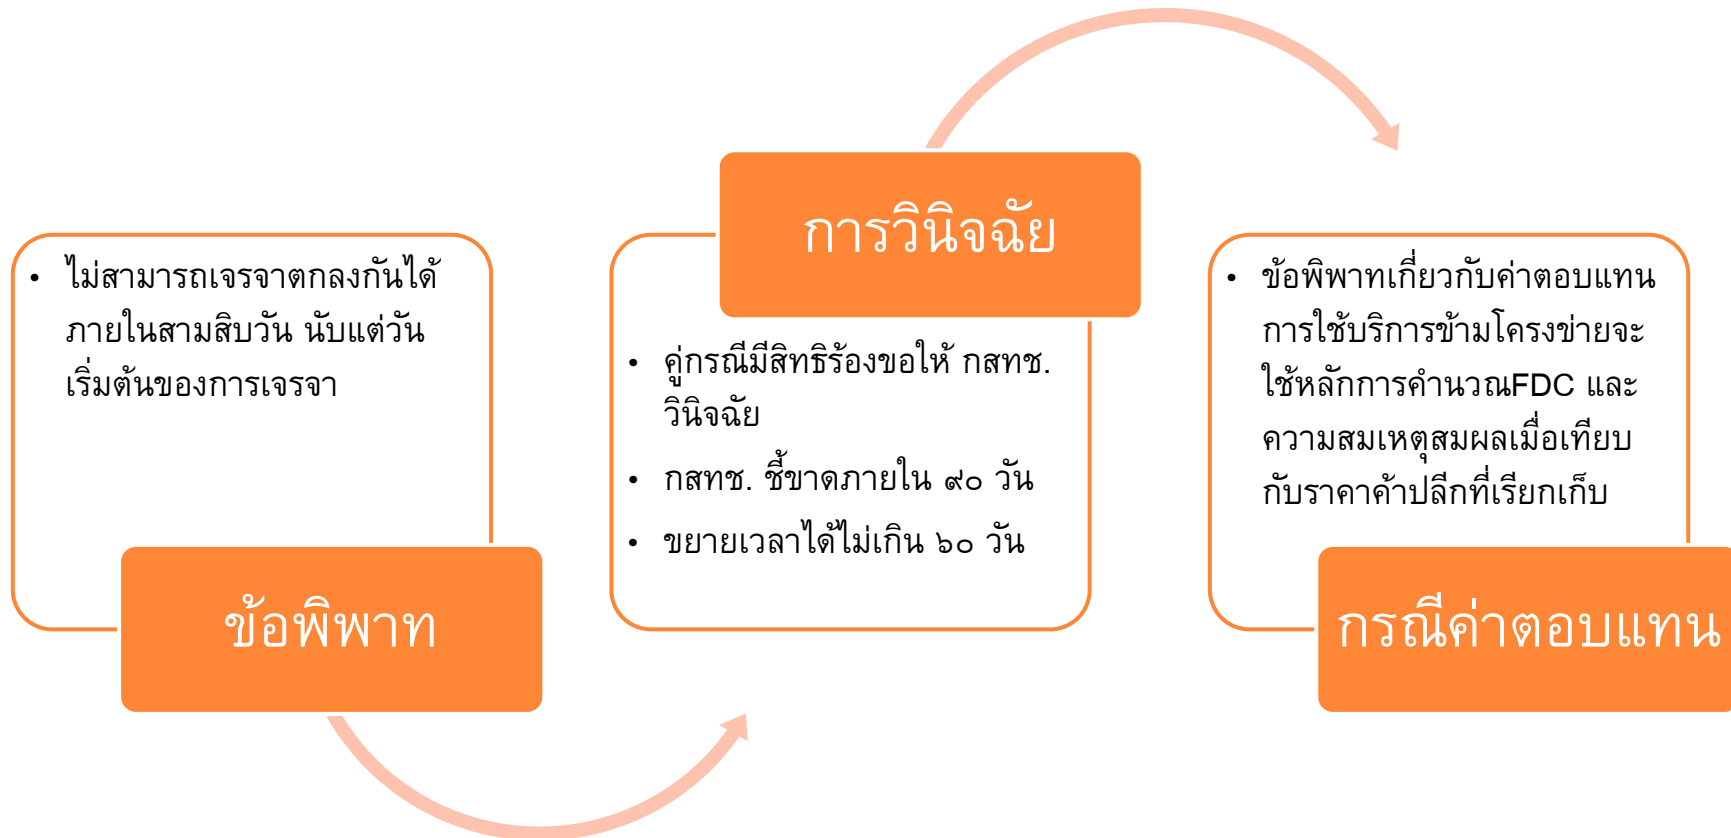 • ไม่สามารถเจรจาตกลงกันได้
ภายในสามสิบวัน นับแต่วัน
เริ่มต้นของการเจรจา
ข้อพิพาท
การวินิจฉัย
• คู่กรณีมีสิทธิร้องขอให้ กสทช.
วินิจฉัย
• กสทช. ชี้ขาดภายใน ๙๐ วัน
• ขยายเวลาได้ไม่เกิน ๖๐ วัน
• ข้อพิพาทเกี่ยวกับค่าตอบแทน
การใช้บริการข้ามโครงข่ายจะ
ใช้หลักการคำนวณFDC และ
ความสมเหตุสมผลเมื่อเทียบ
กับราคาค้าปลีกที่เรียกเก็บ
กรณีค่าตอบแทน